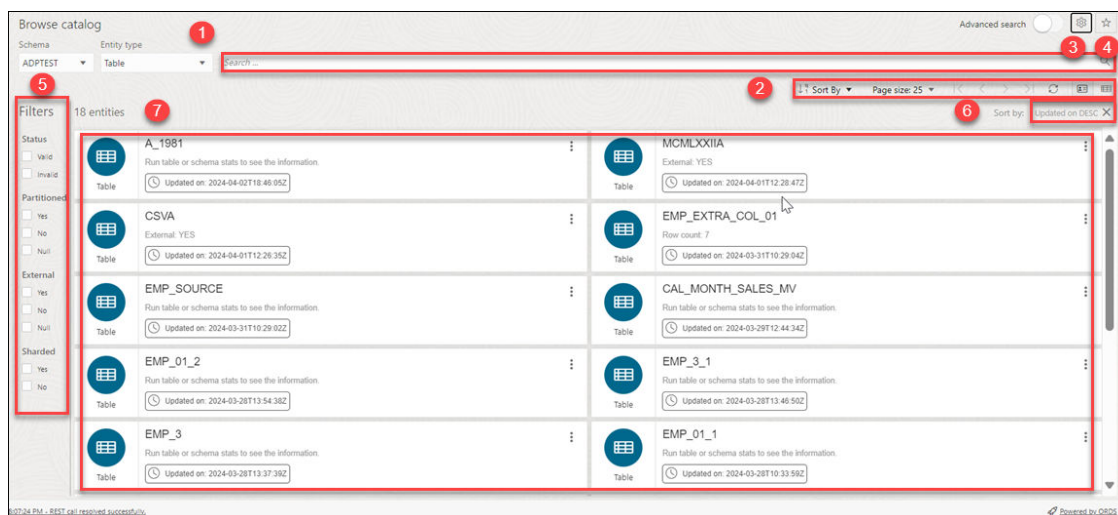 Browse catalog
Advanced search
Schema
Entity type
1
3
4
ADPTEST
Table
Search ...
5
2
Sort By
Page size: 25
Filters
18 entities
7
6
Sort by:
Updated on DESC
Status
Valid
Invalid
Partitioned
Yes
No
Null
External
Yes
No
Null
Sharded
Yes
No
A_1981
Run table or schema stats to see the information.
Table
Updated on: 2024-04-02T18:46:05Z
MCMLXXIIA
External: YES
Table
Updated on: 2024-04-01T12:28:47Z
CSVA
External: YES
Table
Updated on: 2024-04-01T12:26:35Z
EMP_EXTRA_COL_01
Row count: 7
Table
Updated on: 2024-03-31T10:29:04Z
EMP_SOURCE
Run table or schema stats to see the information.
Table
Updated on: 2024-03-31T10:29:02Z
CAL_MONTH_SALES_MV
Run table or schema stats to see the information.
Table
Updated on: 2024-03-29T12:44:34Z
EMP_01_2
Run table or schema stats to see the information.
Table
Updated on: 2024-03-28T13:54:38Z
EMP_3_1
Run table or schema stats to see the information.
Table
Updated on: 2024-03-28T13:46:50Z
EMP_3
Run table or schema stats to see the information.
Table
Updated on: 2024-03-28T13:37:39Z
EMP_01_1
Run table or schema stats to see the information.
Table
Updated on: 2024-03-28T10:33:59Z
8:07:24 PM - REST call resolved successfully.
Powered by ORDS